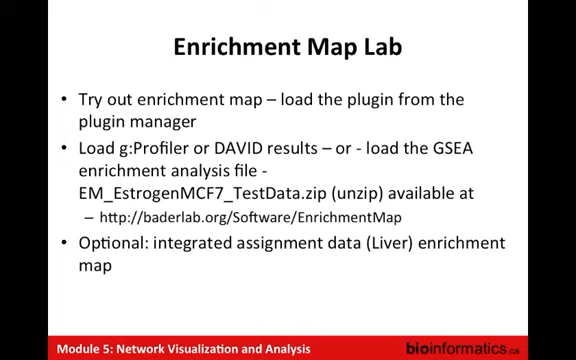 Enrichment Map Lab
• Try out enrichment map – load the plugin from the
plugin manager
• Load g:Profiler or DAVID results – or - load the GSEA
enrichment analysis file -
EM_EstrogenMCF7_TestData.zip (unzip) available at
– http://baderlab.org/Software/EnrichmentMap
• Optional: integrated assignment data (Liver) enrichment
map
Module 5: Network Visualization and Analysis
bioinformatics.ca